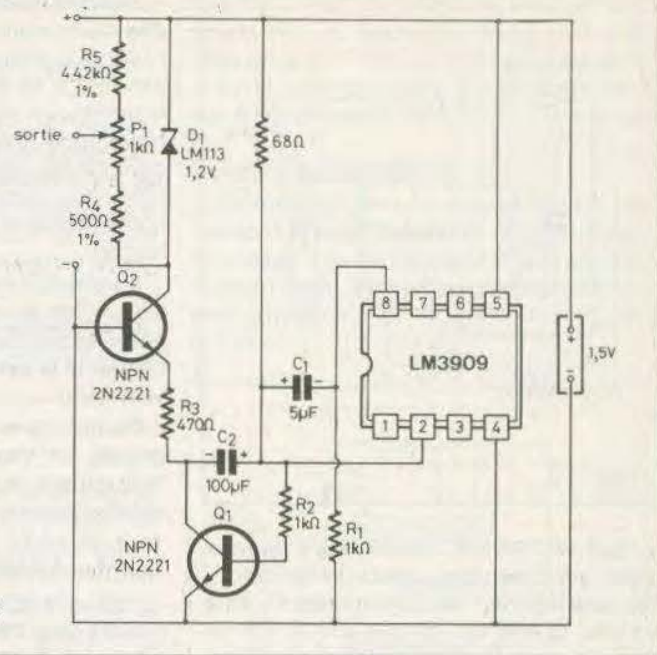 +
R5
442kΩ
1%
sortie
P1
1kΩ
D1
LM113
1,2V
68Ω
R4
500Ω
1%
–
Q2
NPN
2N2221
R3
470Ω
C1
+ –
5µF
8 7 6 5
LM3909
1 2 3 4
+
–
1,5V
C2
– +
100µF
Q1
NPN
2N2221
R2
1kΩ
R1
1kΩ